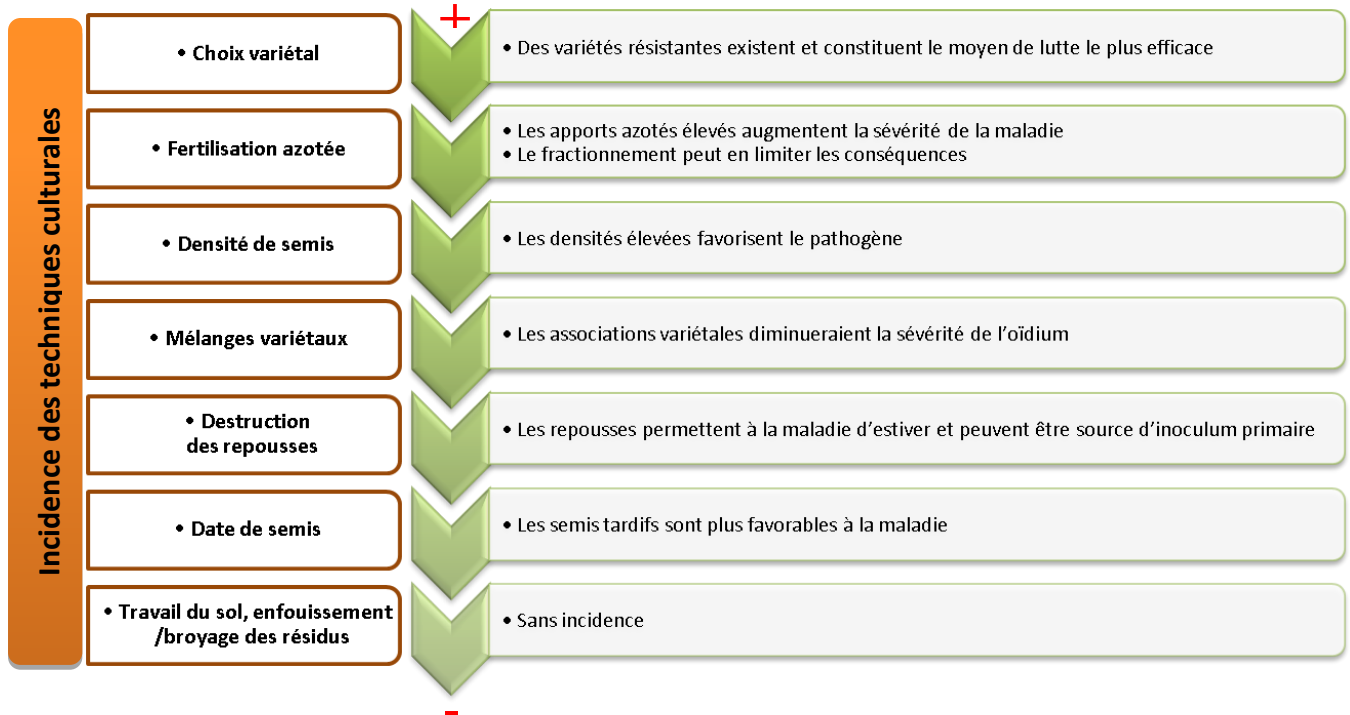 Incidence des techniques culturales
+
• Choix variétal
• Des variétés résistantes existent et constituent le moyen de lutte le plus efficace
• Fertilisation azotée
• Les apports azotés élevés augmentent la sévérité de la maladie
• Le fractionnement peut en limiter les conséquences
• Densité de semis
• Les densités élevées favorisent le pathogène
• Mélanges variétaux
• Les associations variétales diminueraient la sévérité de l’oïdium
• Destruction
des repousses
• Les repousses permettent à la maladie d’estiver et peuvent être source d’inoculum primaire
• Date de semis
• Les semis tardifs sont plus favorables à la maladie
• Travail du sol, enfouissement
/broyage des résidus
• Sans incidence
-